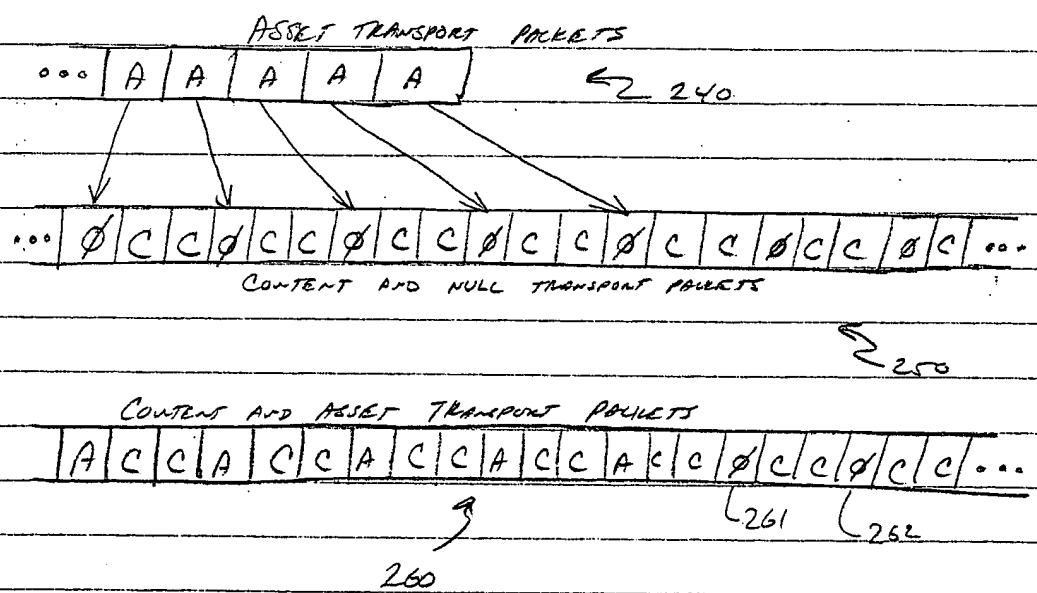 ASSET TRANSPORT PACKETS
... A A A A A
240
... Ø C C Ø C C Ø C C Ø C C Ø C C Ø C C Ø C ...
CONTENT AND NULL TRANSPORT PACKETS
250
CONTENT AND ASSET TRANSPORT PACKETS
A C C A C C A C C A C C A C C Ø C C Ø C C ...
261
262
260